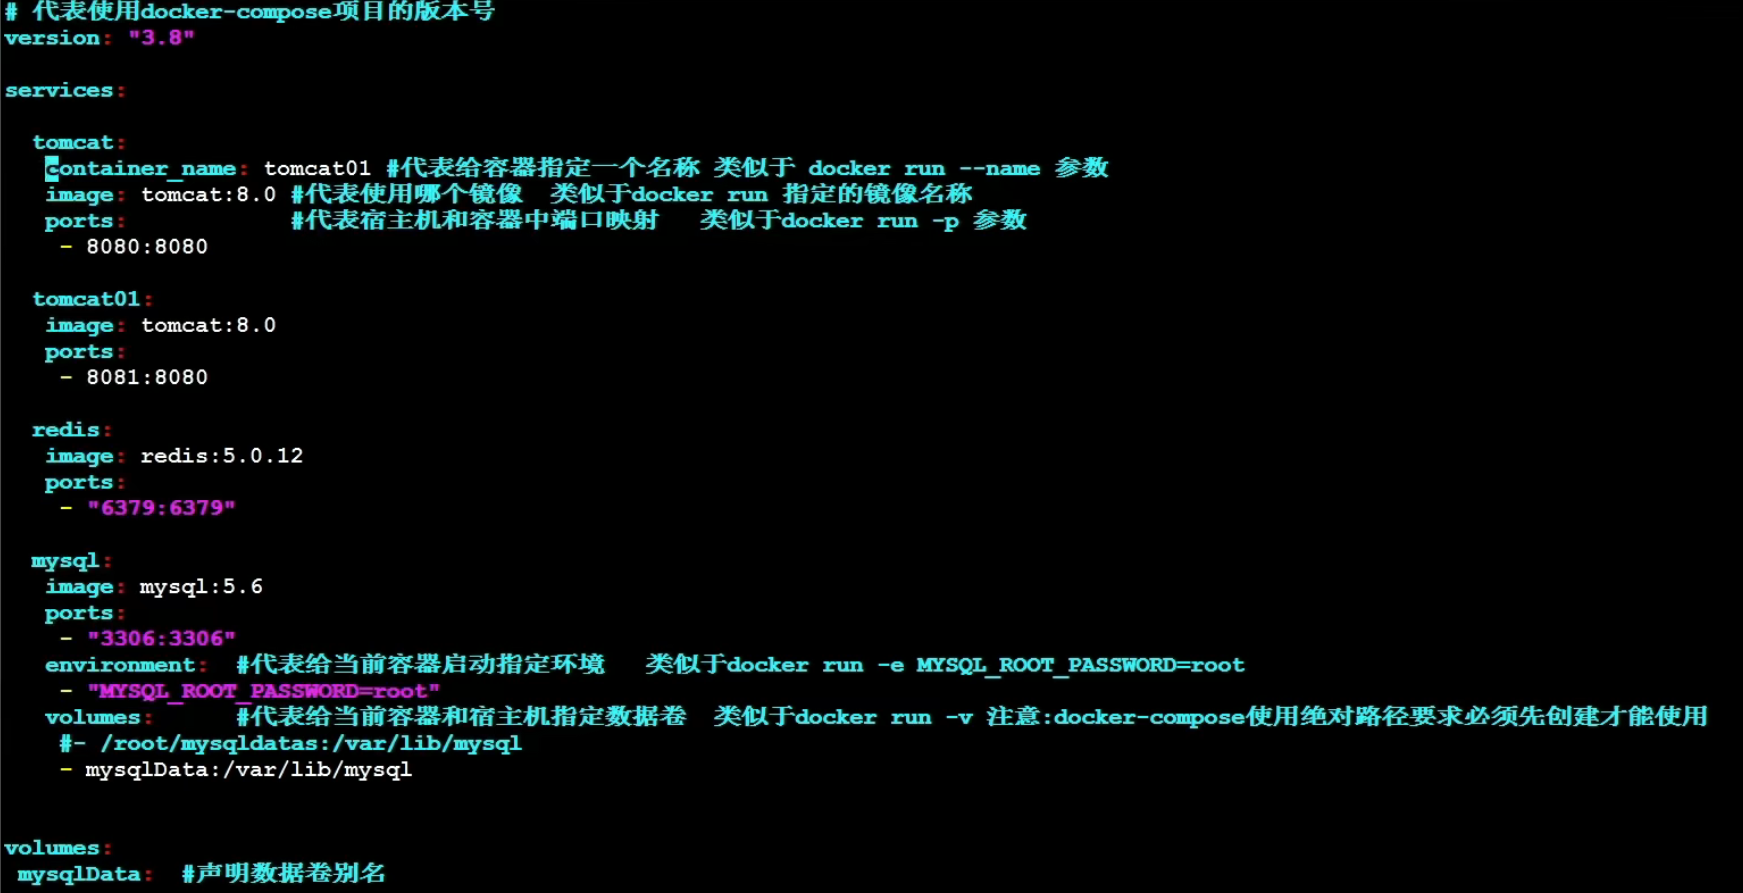 # 代表使用docker-compose项目的版本号
version: "3.8"
services:
tomcat:
container_name: tomcat01 #代表给容器指定一个名称 类似于 docker run --name 参数
image: tomcat:8.0 #代表使用哪个镜像  类似于docker run 指定的镜像名称
ports:            #代表宿主机和容器中端口映射   类似于docker run -p 参数
- 8080:8080
tomcat01:
image: tomcat:8.0
ports:
- 8081:8080
redis:
image: redis:5.0.12
ports:
- "6379:6379"
mysql:
image: mysql:5.6
ports:
- "3306:3306"
environment:  #代表给当前容器启动指定环境   类似于docker run -e MYSQL_ROOT_PASSWORD=root
- "MYSQL_ROOT_PASSWORD=root"
volumes:      #代表给当前容器和宿主机指定数据卷  类似于docker run -v 注意:docker-compose使用绝对路径要求必须先创建才能使用
#- /root/mysqldatas:/var/lib/mysql
- mysqlData:/var/lib/mysql
volumes:
mysqlData:  #声明数据卷别名